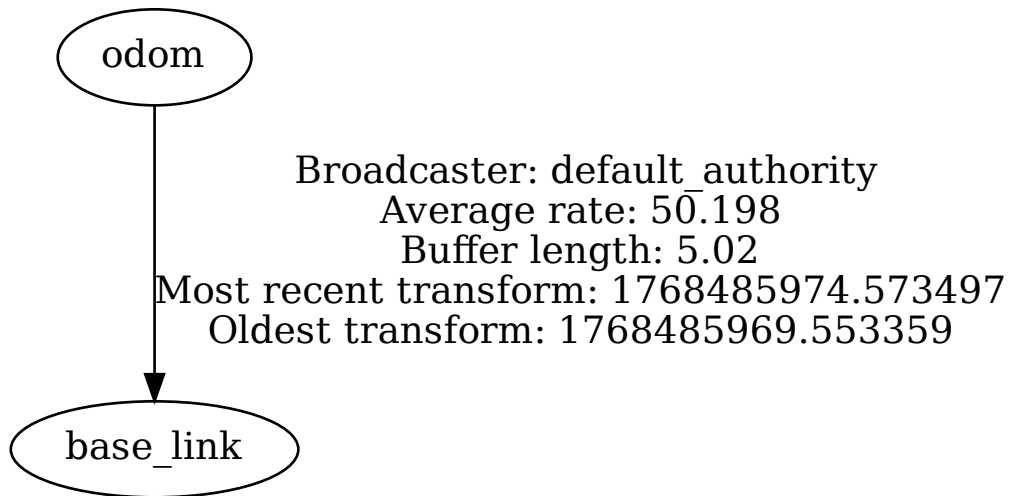 odom
Broadcaster: default_authority
Average rate: 50.198
Buffer length: 5.02
Most recent transform: 1768485974.573497
Oldest transform: 1768485969.553359
base_link